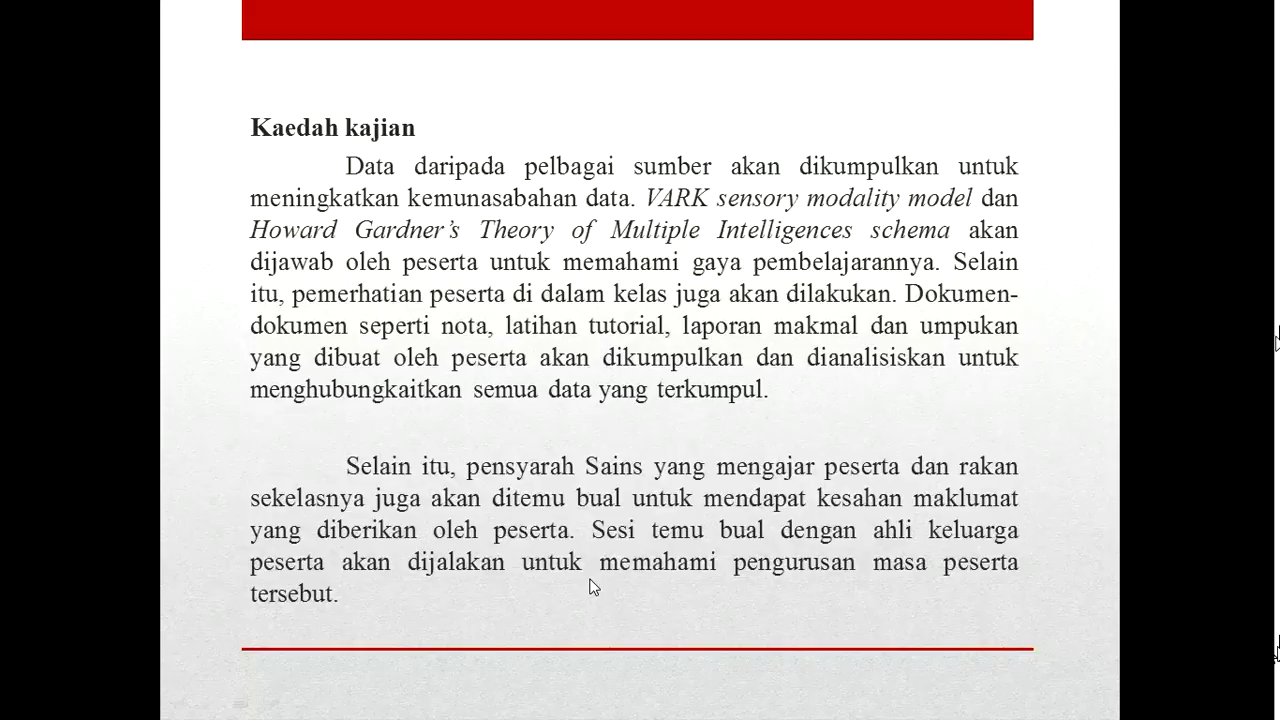 Kaedah kajian
Data daripada pelbagai sumber akan dikumpulkan untuk
meningkatkan kemunasabahan data. VARK sensory modality model dan
Howard Gardner’s Theory of Multiple Intelligences schema akan
dijawab oleh peserta untuk memahami gaya pembelajarannya. Selain
itu, pemerhatian peserta di dalam kelas juga akan dilakukan. Dokumen-
dokumen seperti nota, latihan tutorial, laporan makmal dan umpukan
yang dibuat oleh peserta akan dikumpulkan dan dianalisiskan untuk
menghubungkaitkan semua data yang terkumpul.
Selain itu, pensyarah Sains yang mengajar peserta dan rakan
sekelasnya juga akan ditemu bual untuk mendapat kesahan maklumat
yang diberikan oleh peserta. Sesi temu bual dengan ahli keluarga
peserta akan dijalakan untuk memahami pengurusan masa peserta
tersebut.